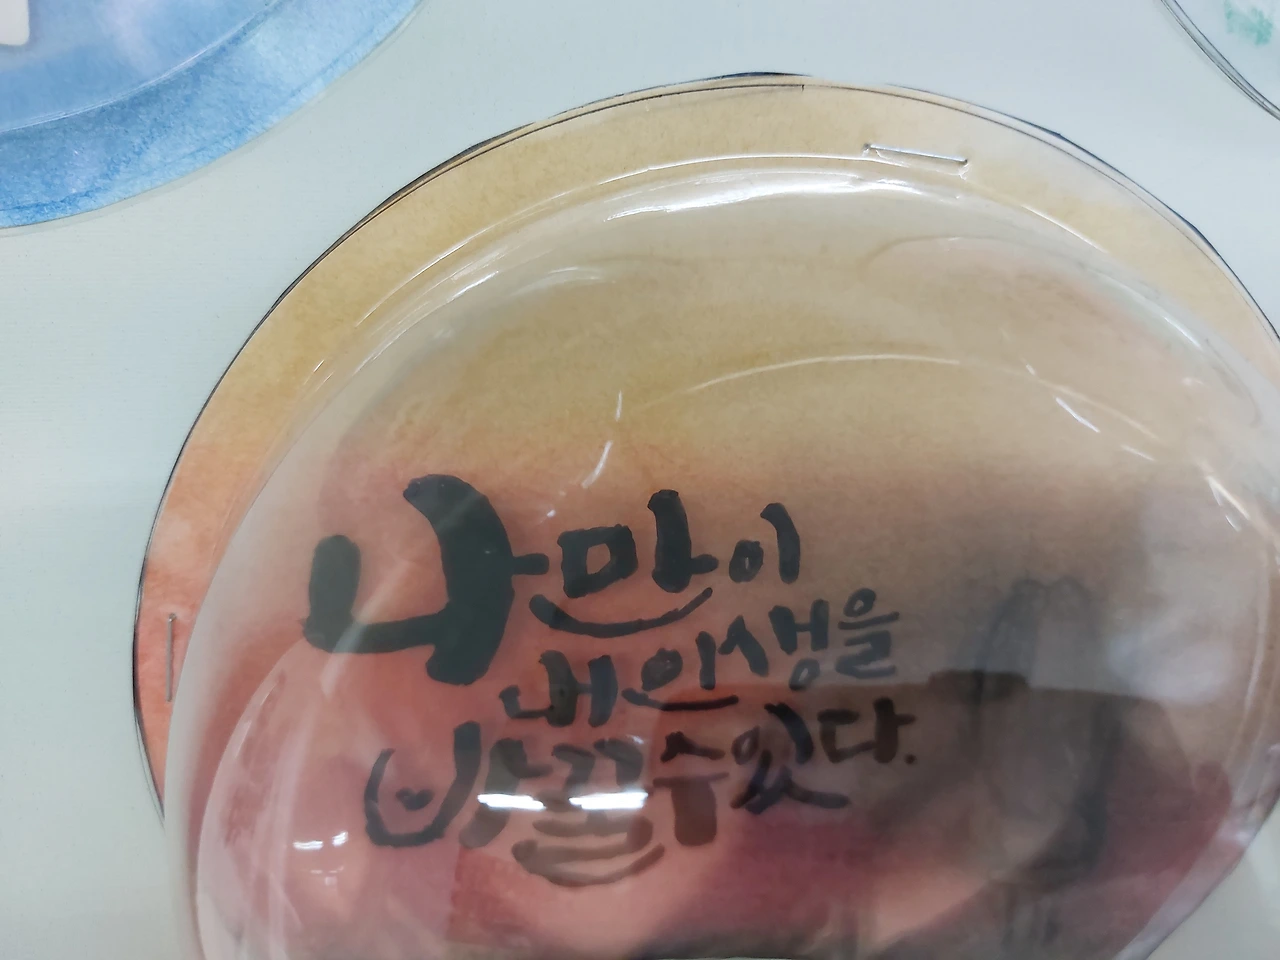 나만이
내 인생을
바꿀 수 있다.